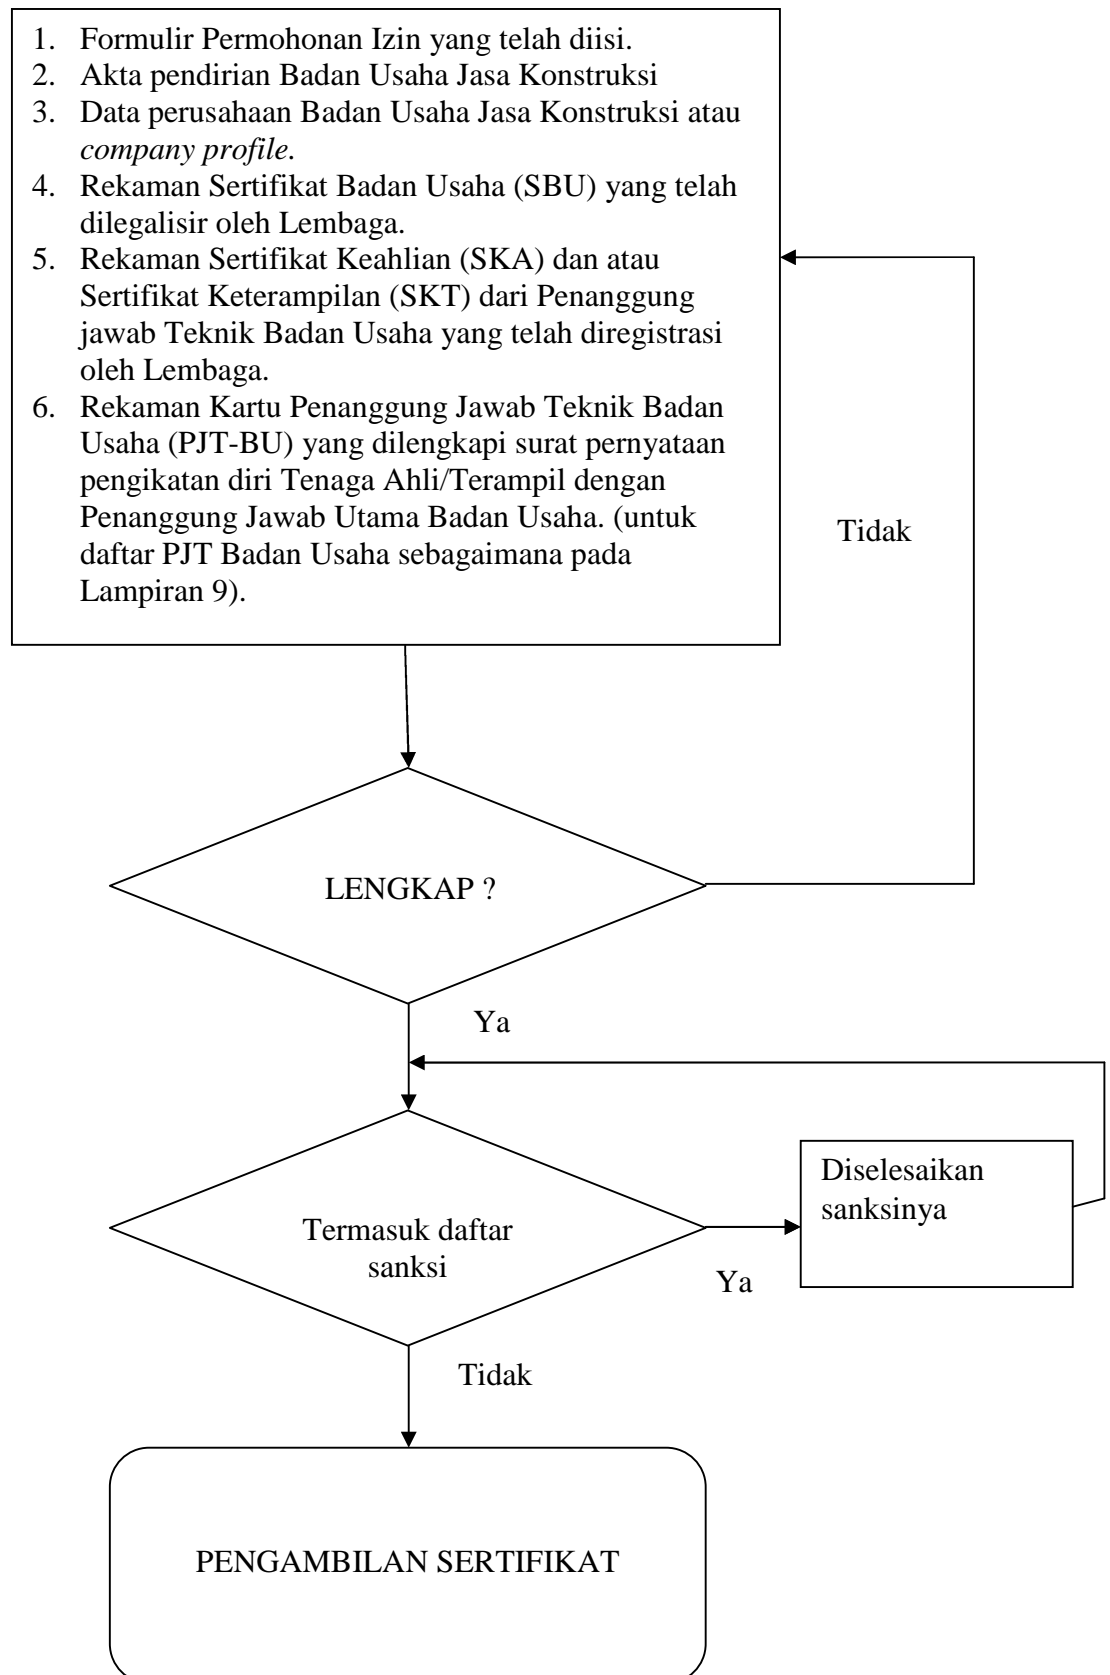 1. Formulir Permohonan Izin yang telah diisi.
2. Akta pendirian Badan Usaha Jasa Konstruksi
3. Data perusahaan Badan Usaha Jasa Konstruksi atau
company profile.
4. Rekaman Sertifikat Badan Usaha (SBU) yang telah
dilegalisir oleh Lembaga.
5. Rekaman Sertifikat Keahlian (SKA) dan atau
Sertifikat Keterampilan (SKT) dari Penanggung
jawab Teknik Badan Usaha yang telah diregistrasi
oleh Lembaga.
6. Rekaman Kartu Penanggung Jawab Teknik Badan
Usaha (PJT-BU) yang dilengkapi surat pernyataan
pengikatan diri Tenaga Ahli/Terampil dengan
Penanggung Jawab Utama Badan Usaha. (untuk
daftar PJT Badan Usaha sebagaimana pada
Lampiran 9).
Tidak
LENGKAP ?
Ya
Diselesaikan
sanksinya
Termasuk daftar
sanksi
Ya
Tidak
PENGAMBILAN SERTIFIKAT